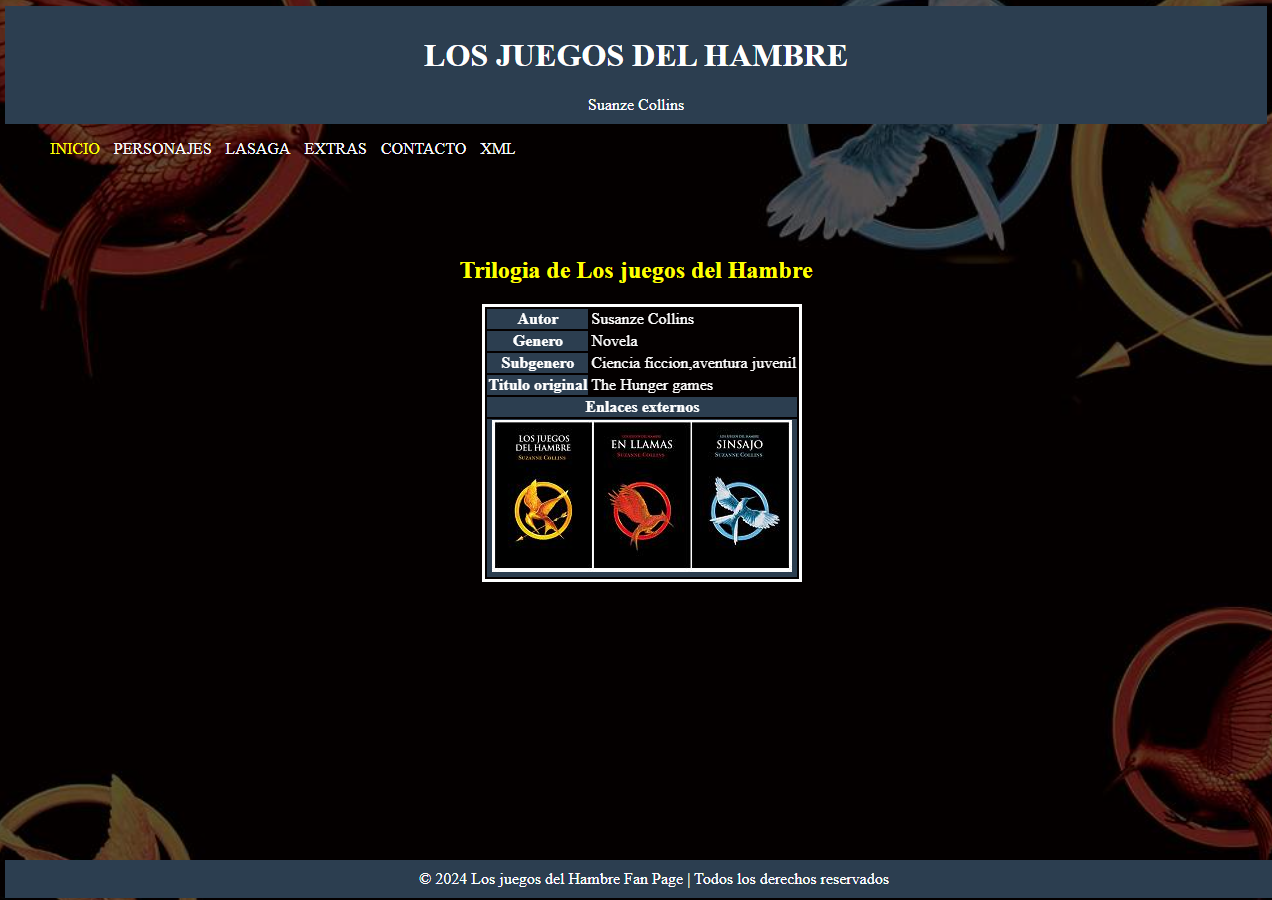 LOS JUEGOS DEL HAMBRE
Suanze Collins
INICIO PERSONAJES LASAGA EXTRAS CONTACTO XML
Trilogia de Los juegos del Hambre
Autor Susanze Collins
Genero Novela
Subgenero Ciencia ficcion,aventura juvenil
Titulo original The Hunger games
Enlaces externos
LOS JUEGOS
DEL HAMBRE
SUZANNE COLLINS
EN LLAMAS
SUZANNE COLLINS
SINSAJO
SUZANNE COLLINS
© 2024 Los juegos del Hambre Fan Page | Todos los derechos reservados